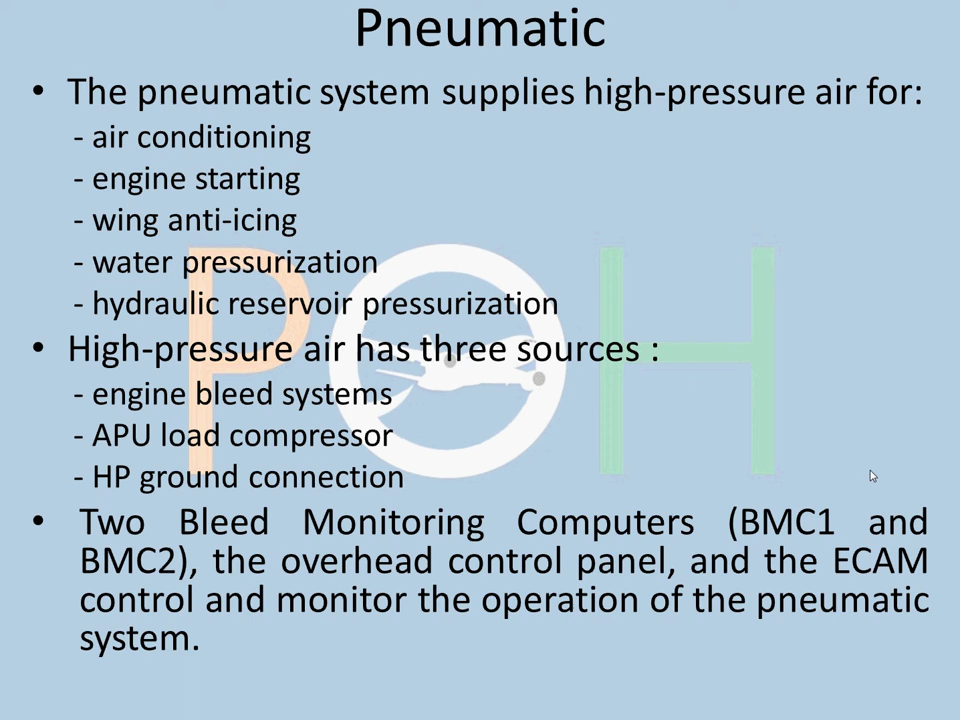 Pneumatic
• The pneumatic system supplies high-pressure air for:
- air conditioning
- engine starting
- wing anti-icing
- water pressurization
- hydraulic reservoir pressurization
• High-pressure air has three sources :
- engine bleed systems
- APU load compressor
- HP ground connection
• Two Bleed Monitoring Computers (BMC1 and
BMC2), the overhead control panel, and the ECAM
control and monitor the operation of the pneumatic
system.
POH